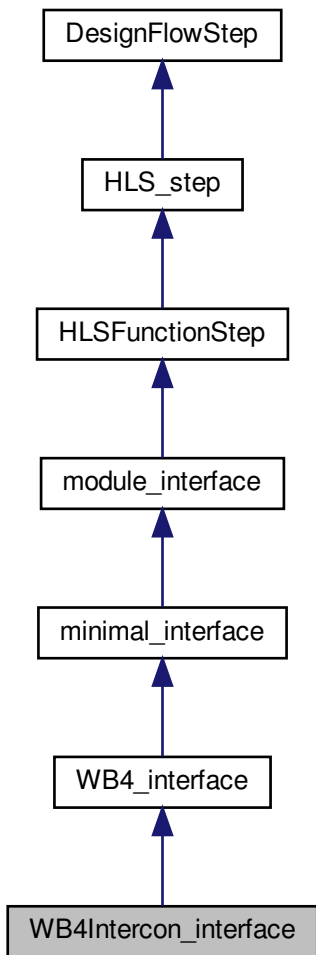 DesignFlowStep
HLS_step
HLSFunctionStep
module_interface
minimal_interface
WB4_interface
WB4Intercon_interface